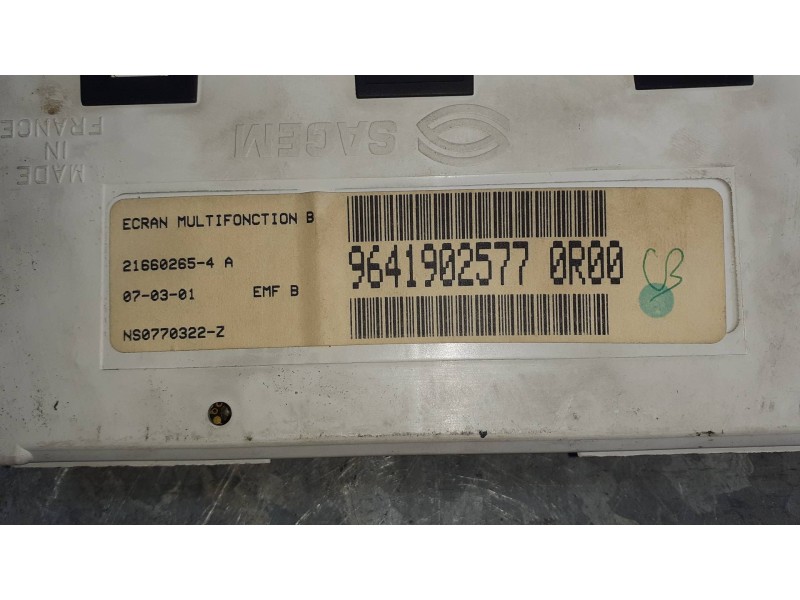 MADE
IN
FRANCE
SAGEM
ECRAN MULTIFONCTION B
21660265-4 A
07-03-01 EMF B
NS0770322-Z
9641902577 0R00
CB